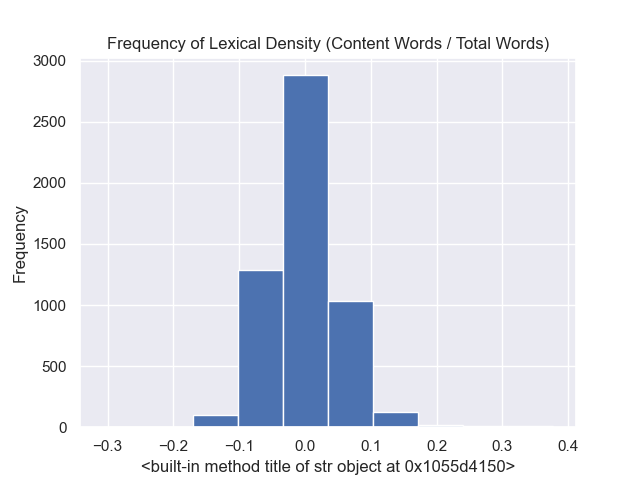 Frequency of Lexical Density (Content Words / Total Words)
3000
2500
2000
1500
1000
500
0
Frequency
−0.3 −0.2 −0.1 0.0 0.1 0.2 0.3 0.4
<built-in method title of str object at 0x1055d4150>